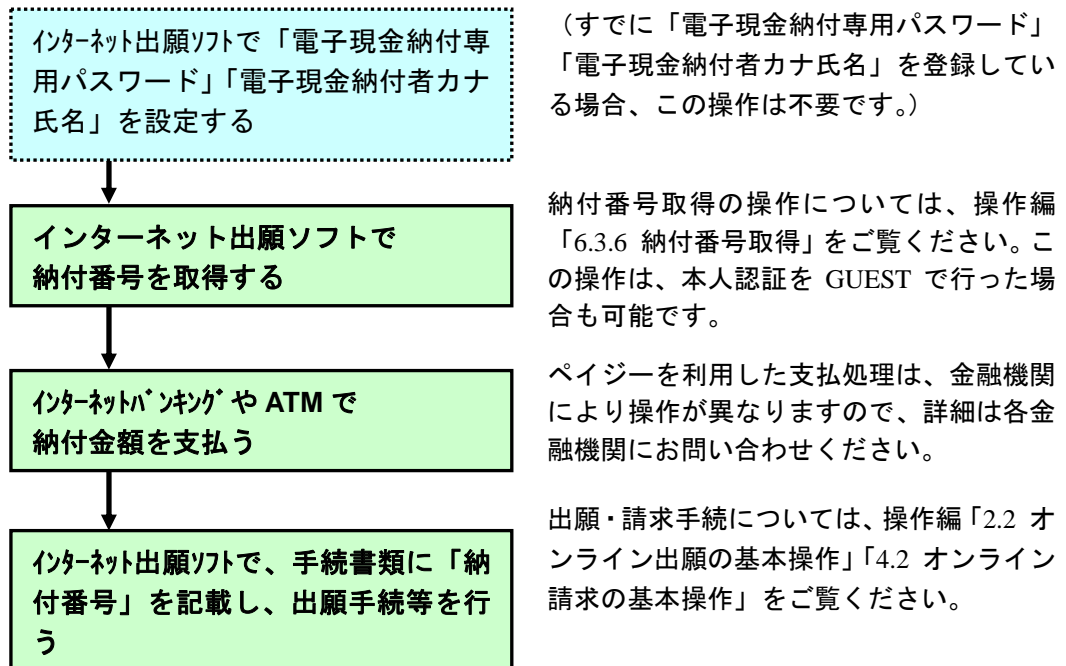 ｲﾝﾀｰﾈｯﾄ出願ｿﾌﾄで「電子現金納付専
用パスワード」「電子現金納付者カナ
氏名」を設定する
（すでに「電子現金納付専用パスワード」
「電子現金納付者カナ氏名」を登録してい
る場合、この操作は不要です。）
インターネット出願ソフトで
納付番号を取得する
納付番号取得の操作については、操作編
「6.3.6 納付番号取得」をご覧ください。こ
の操作は、本人認証を GUEST で行った場
合も可能です。
ｲﾝﾀｰﾈｯﾄﾊﾞﾝｷﾝｸﾞや ATM で
納付金額を支払う
ペイジーを利用した支払処理は、金融機関
により操作が異なりますので、詳細は各金
融機関にお問い合わせください。
ｲﾝﾀｰﾈｯﾄ出願ｿﾌﾄで、手続書類に「納
付番号」を記載し、出願手続等を行
う
出願・請求手続については、操作編「2.2 オ
ンライン出願の基本操作」「4.2 オンライン
請求の基本操作」をご覧ください。